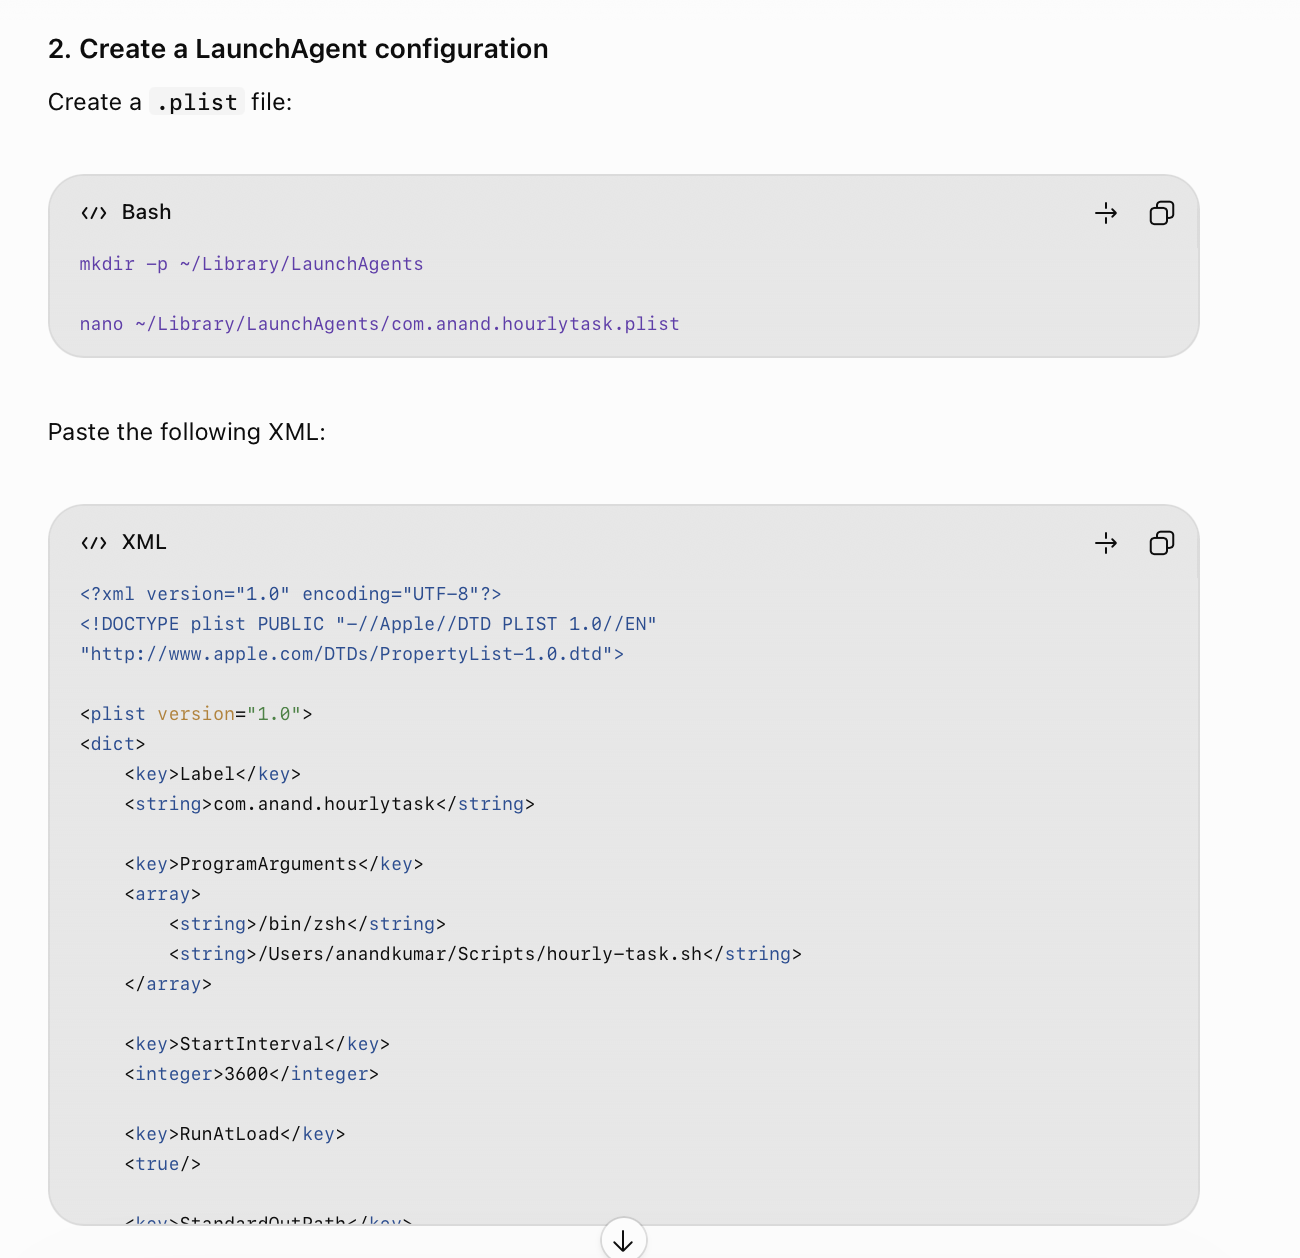 2. Create a LaunchAgent configuration
Create a .plist file:
Bash
mkdir -p ~/Library/LaunchAgents
nano ~/Library/LaunchAgents/com.anand.hourlytask.plist
Paste the following XML:
XML
<?xml version="1.0" encoding="UTF-8"?>
<!DOCTYPE plist PUBLIC "-//Apple//DTD PLIST 1.0//EN"
"http://www.apple.com/DTDs/PropertyList-1.0.dtd">
<plist version="1.0">
<dict>
    <key>Label</key>
    <string>com.anand.hourlytask</string>
    <key>ProgramArguments</key>
    <array>
        <string>/bin/zsh</string>
        <string>/Users/anandkumar/Scripts/hourly-task.sh</string>
    </array>
    <key>StartInterval</key>
    <integer>3600</integer>
    <key>RunAtLoad</key>
    <true/>
    <key>StandardOutPath</key>